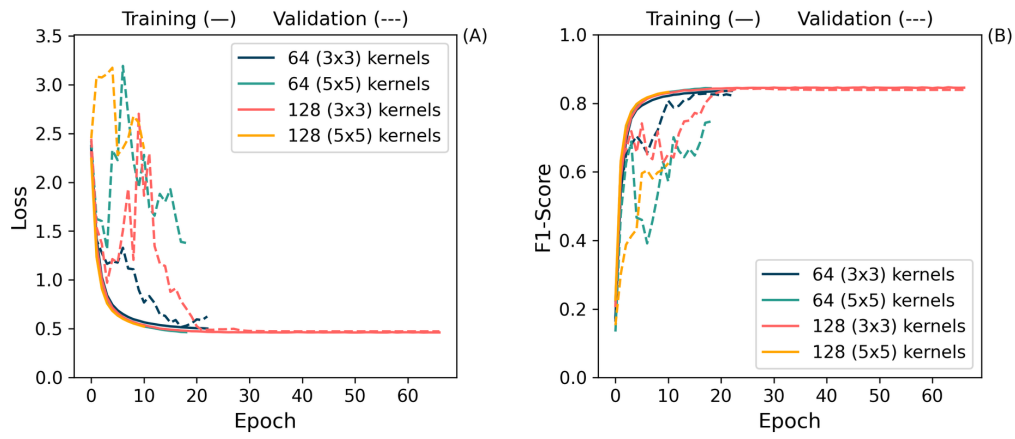 Training (—) Validation (---)
(A)
3.5
3.0
2.5
2.0
1.5
1.0
0.5
0.0
Loss
64 (3x3) kernels
64 (5x5) kernels
128 (3x3) kernels
128 (5x5) kernels
0 10 20 30 40 50 60
Epoch
Training (—) Validation (---)
(B)
1.0
0.8
0.6
0.4
0.2
0.0
F1-Score
64 (3x3) kernels
64 (5x5) kernels
128 (3x3) kernels
128 (5x5) kernels
0 10 20 30 40 50 60
Epoch